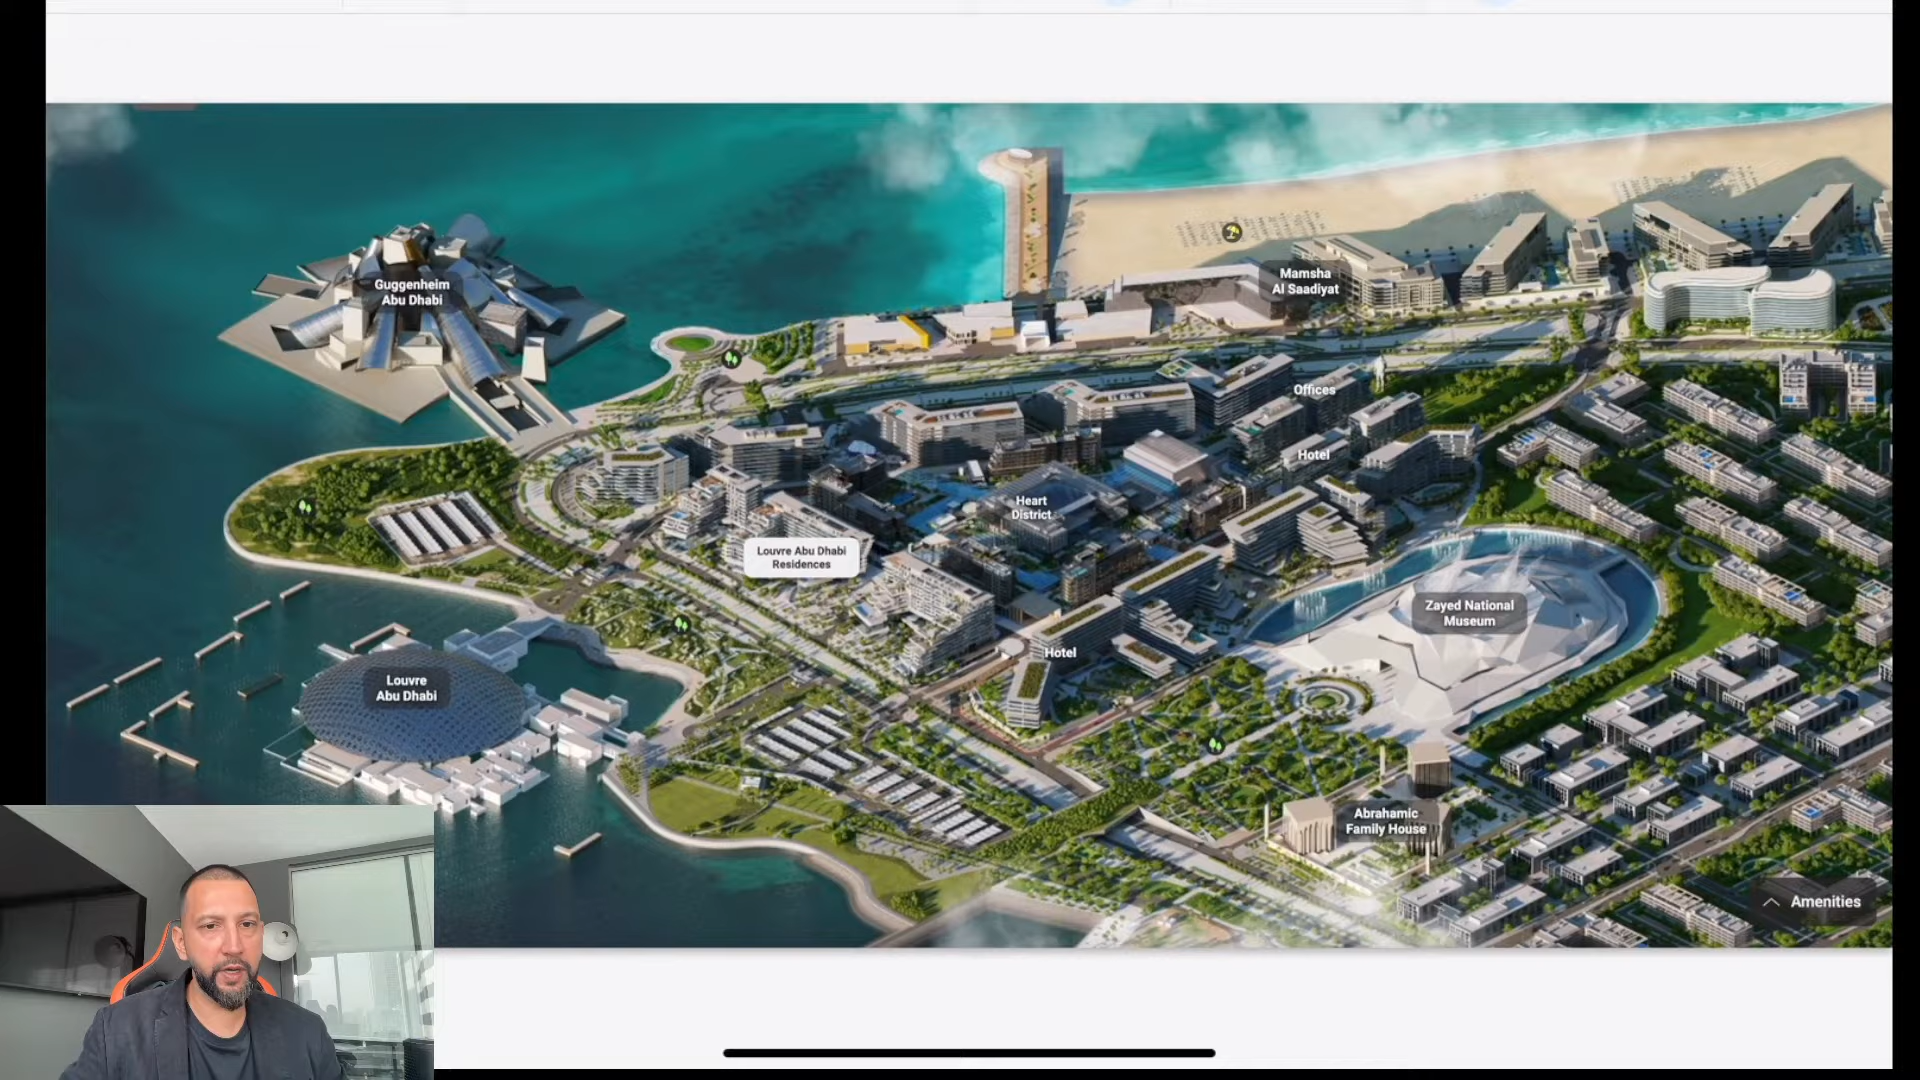 Guggenheim
Abu Dhabi
Mamsha
Al Saadiyat
Offices
Hotel
Heart
District
Louvre Abu Dhabi
Residences
Zayed National
Museum
Hotel
Louvre
Abu Dhabi
Abrahamic
Family House
Amenities